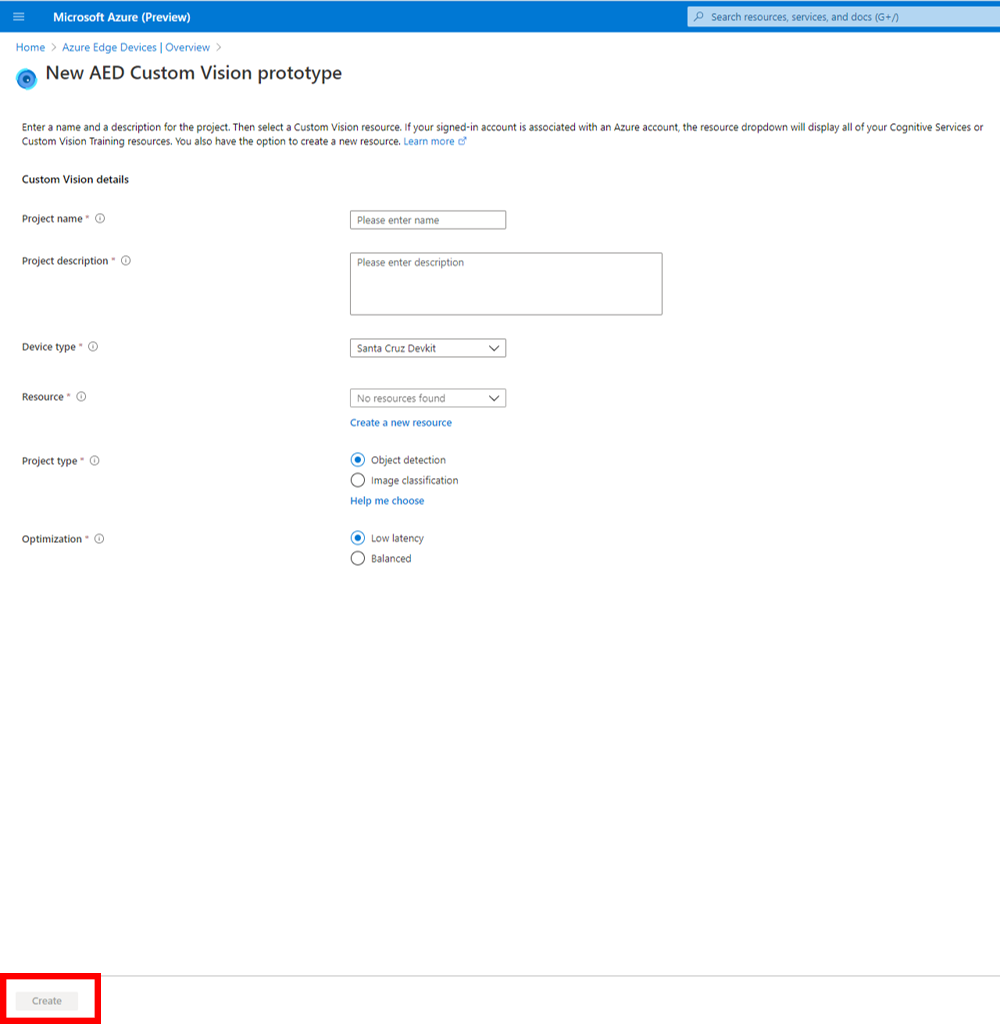 Microsoft Azure (Preview)
Search resources, services, and docs (G+/)
Home > Azure Edge Devices | Overview >
New AED Custom Vision prototype
Enter a name and a description for the project. Then select a Custom Vision resource. If your signed-in account is associated with an Azure account, the resource dropdown will display all of your Cognitive Services or
Custom Vision Training resources. You also have the option to create a new resource. Learn more
Custom Vision details
Project name *
Please enter name
Project description *
Please enter description
Device type *
Santa Cruz Devkit
Resource *
No resources found
Create a new resource
Project type *
Object detection
Image classification
Help me choose
Optimization *
Low latency
Balanced
Create